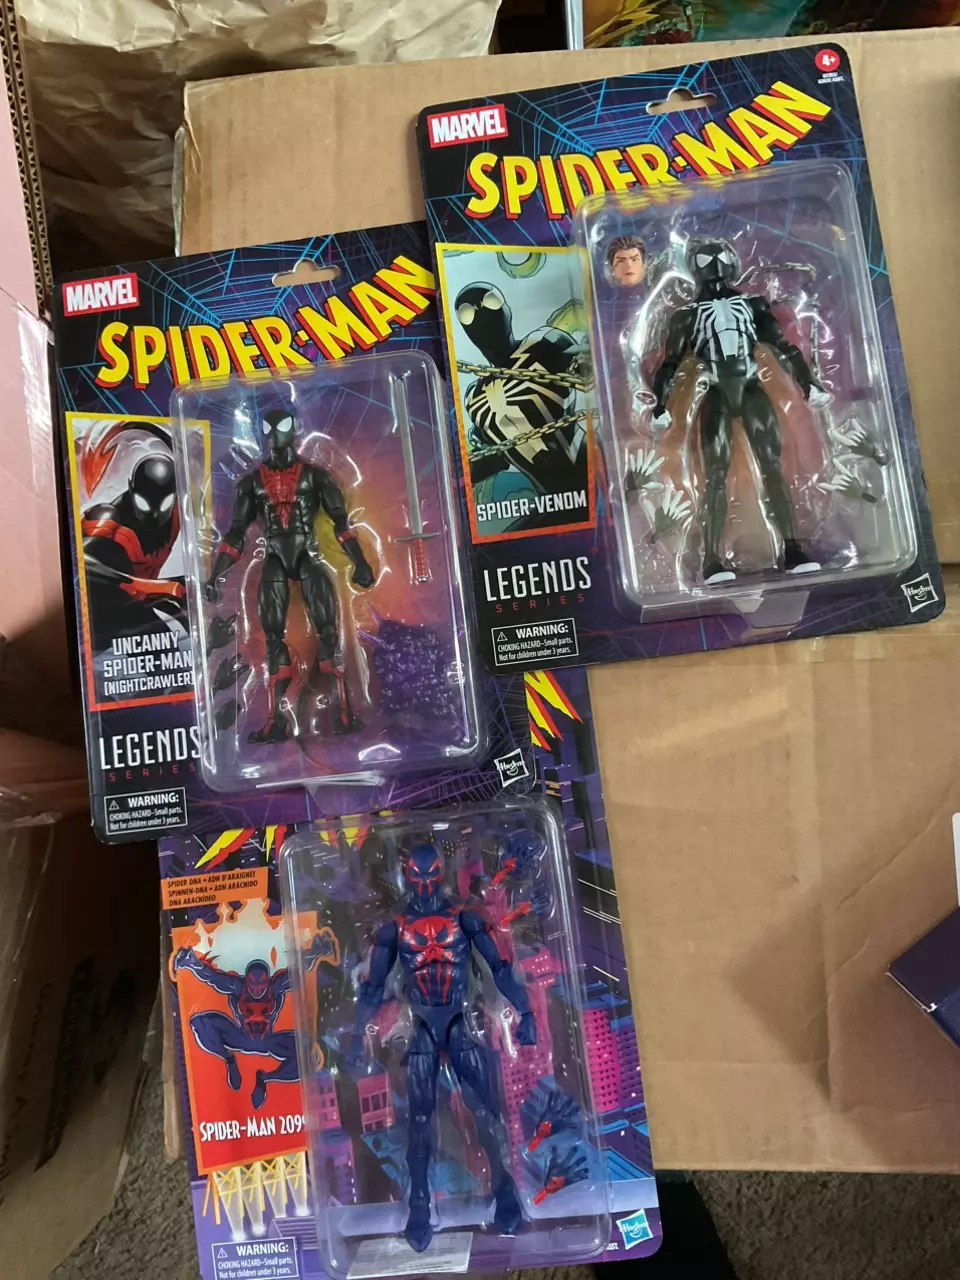 MARVEL
SPIDER-MAN
4+
SPIDER-VENOM
LEGENDS
SERIES
WARNING:
CHOKING HAZARD–Small parts.
Not for children under 3 years.
Hasbro
MARVEL
SPIDER-MAN
UNCANNY
SPIDER-MAN
(NIGHTCRAWLER)
LEGENDS
SERIES
WARNING:
CHOKING HAZARD–Small parts.
Not for children under 3 years.
Hasbro
SPIDER DNA • ADN D'ARAIGNÉE
SPINNEN-DNA • ADN ARÁCNIDO
DNA ARACNÍDEO
SPIDER-MAN 209
WARNING:
CHOKING HAZARD–Small parts.
Not for children under 3 years.
Hasbro